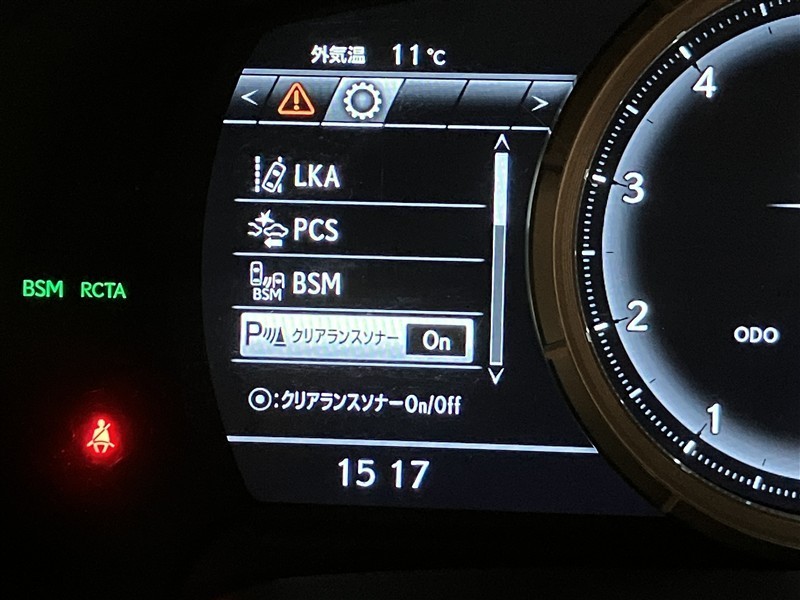 外気温 11℃
< >
LKA
PCS
BSM BSM
P クリアランスソナー On
⦿:クリアランスソナーOn/Off
15 17
BSM RCTA
4
3
2
1
ODO